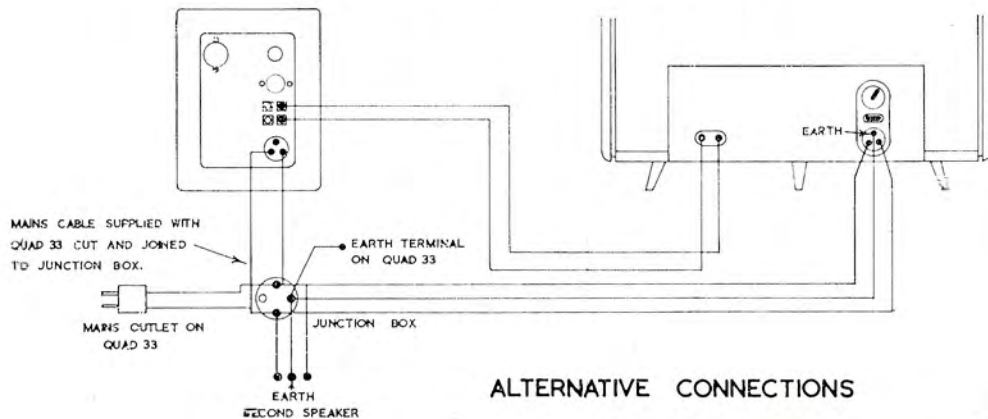 EARTH
MAINS CABLE SUPPLIED WITH
QUAD 33 CUT AND JOINED
TO JUNCTION BOX.
EARTH TERMINAL
ON QUAD 33
MAINS OUTLET ON
QUAD 33
JUNCTION BOX
EARTH
SECOND SPEAKER
ALTERNATIVE CONNECTIONS